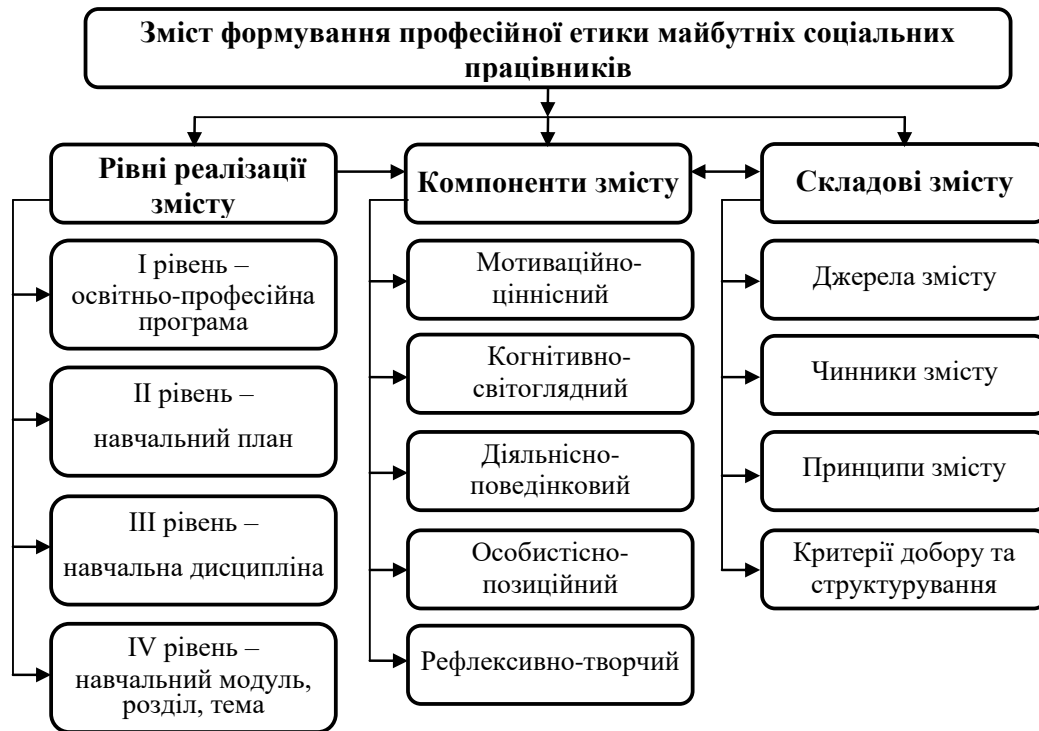 Зміст формування професійної етики майбутніх соціальних
працівників
Рівні реалізації
змісту
І рівень –
освітньо-професійна
програма
ІІ рівень –
навчальний план
ІІІ рівень –
навчальна дисципліна
IV рівень –
навчальний модуль,
розділ, тема
Компоненти змісту
Мотиваційно-
ціннісний
Когнітивно-
світоглядний
Діяльнісно-
поведінковий
Особистісно-
позиційний
Рефлексивно-творчий
Складові змісту
Джерела змісту
Чинники змісту
Принципи змісту
Критерії добору та
структурування